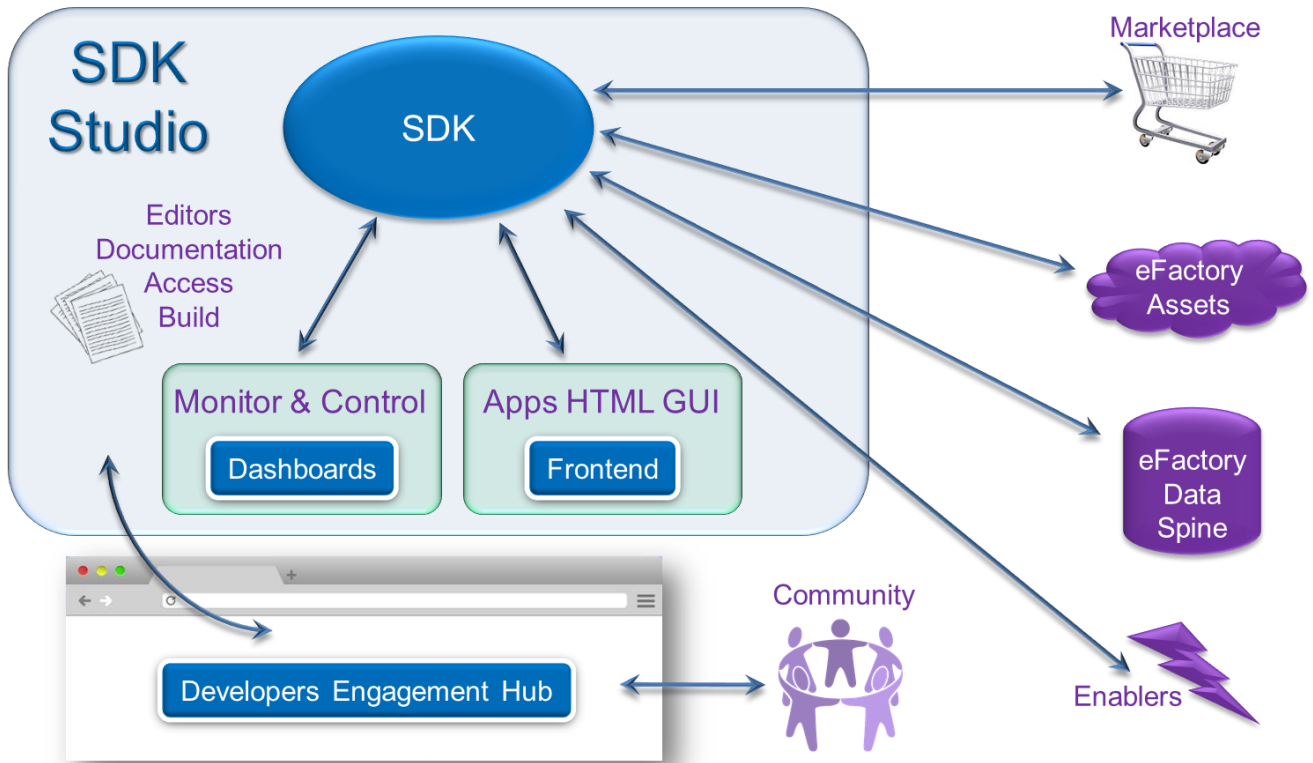 SDK
Studio
SDK
Marketplace
Editors
Documentation
Access
Build
eFactory
Assets
Monitor & Control
Dashboards
Apps HTML GUI
Frontend
eFactory
Data
Spine
Developers Engagement Hub
Community
Enablers